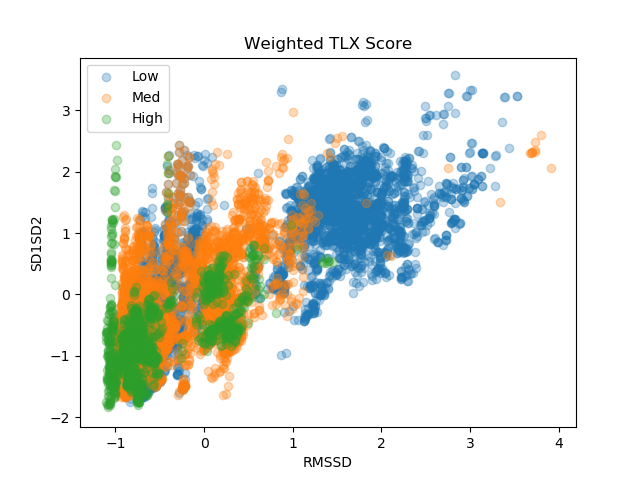 Weighted TLX Score
Low
Med
High
SD1SD2
3
2
1
0
−1
−2
−1 0 1 2 3 4
RMSSD